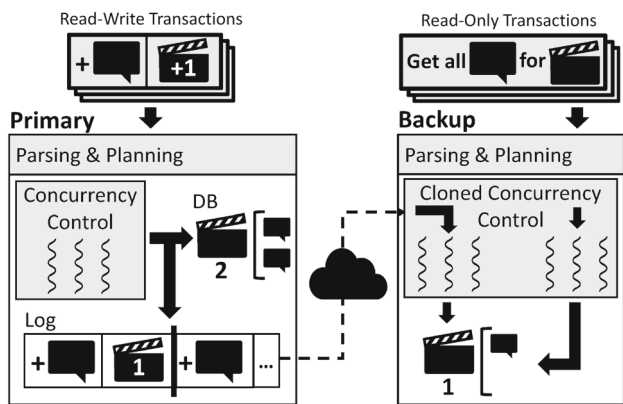 Read-Write Transactions
+ +1
Primary
Parsing & Planning
Concurrency
Control
DB
2
Log
+ 1 + ...
Read-Only Transactions
Get all for
Backup
Parsing & Planning
Cloned Concurrency
Control
1